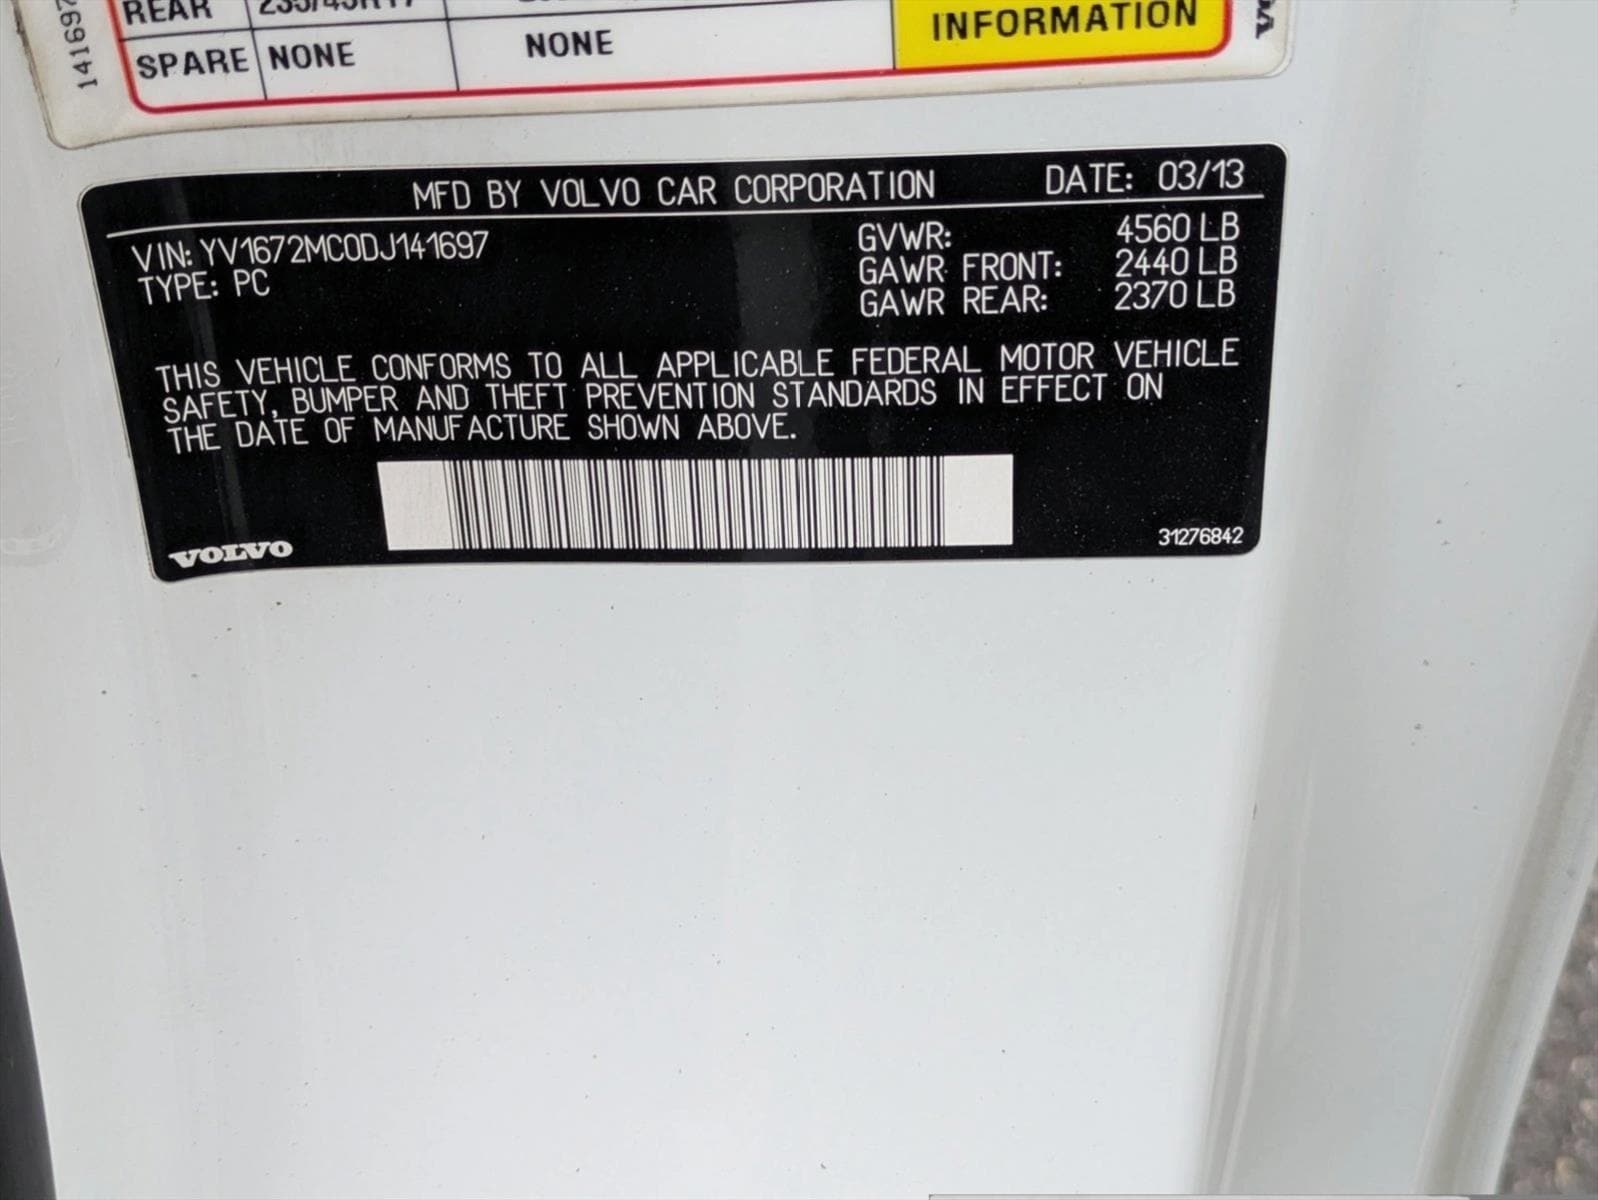 REAR
SPARE NONE NONE
INFORMATION
141697
MFD BY VOLVO CAR CORPORATION DATE: 03/13
VIN: YV1672MC0DJ141697
TYPE: PC
GVWR: 4560 LB
GAWR FRONT: 2440 LB
GAWR REAR: 2370 LB
THIS VEHICLE CONFORMS TO ALL APPLICABLE FEDERAL MOTOR VEHICLE
SAFETY, BUMPER AND THEFT PREVENTION STANDARDS IN EFFECT ON
THE DATE OF MANUFACTURE SHOWN ABOVE.
VOLVO
31276842